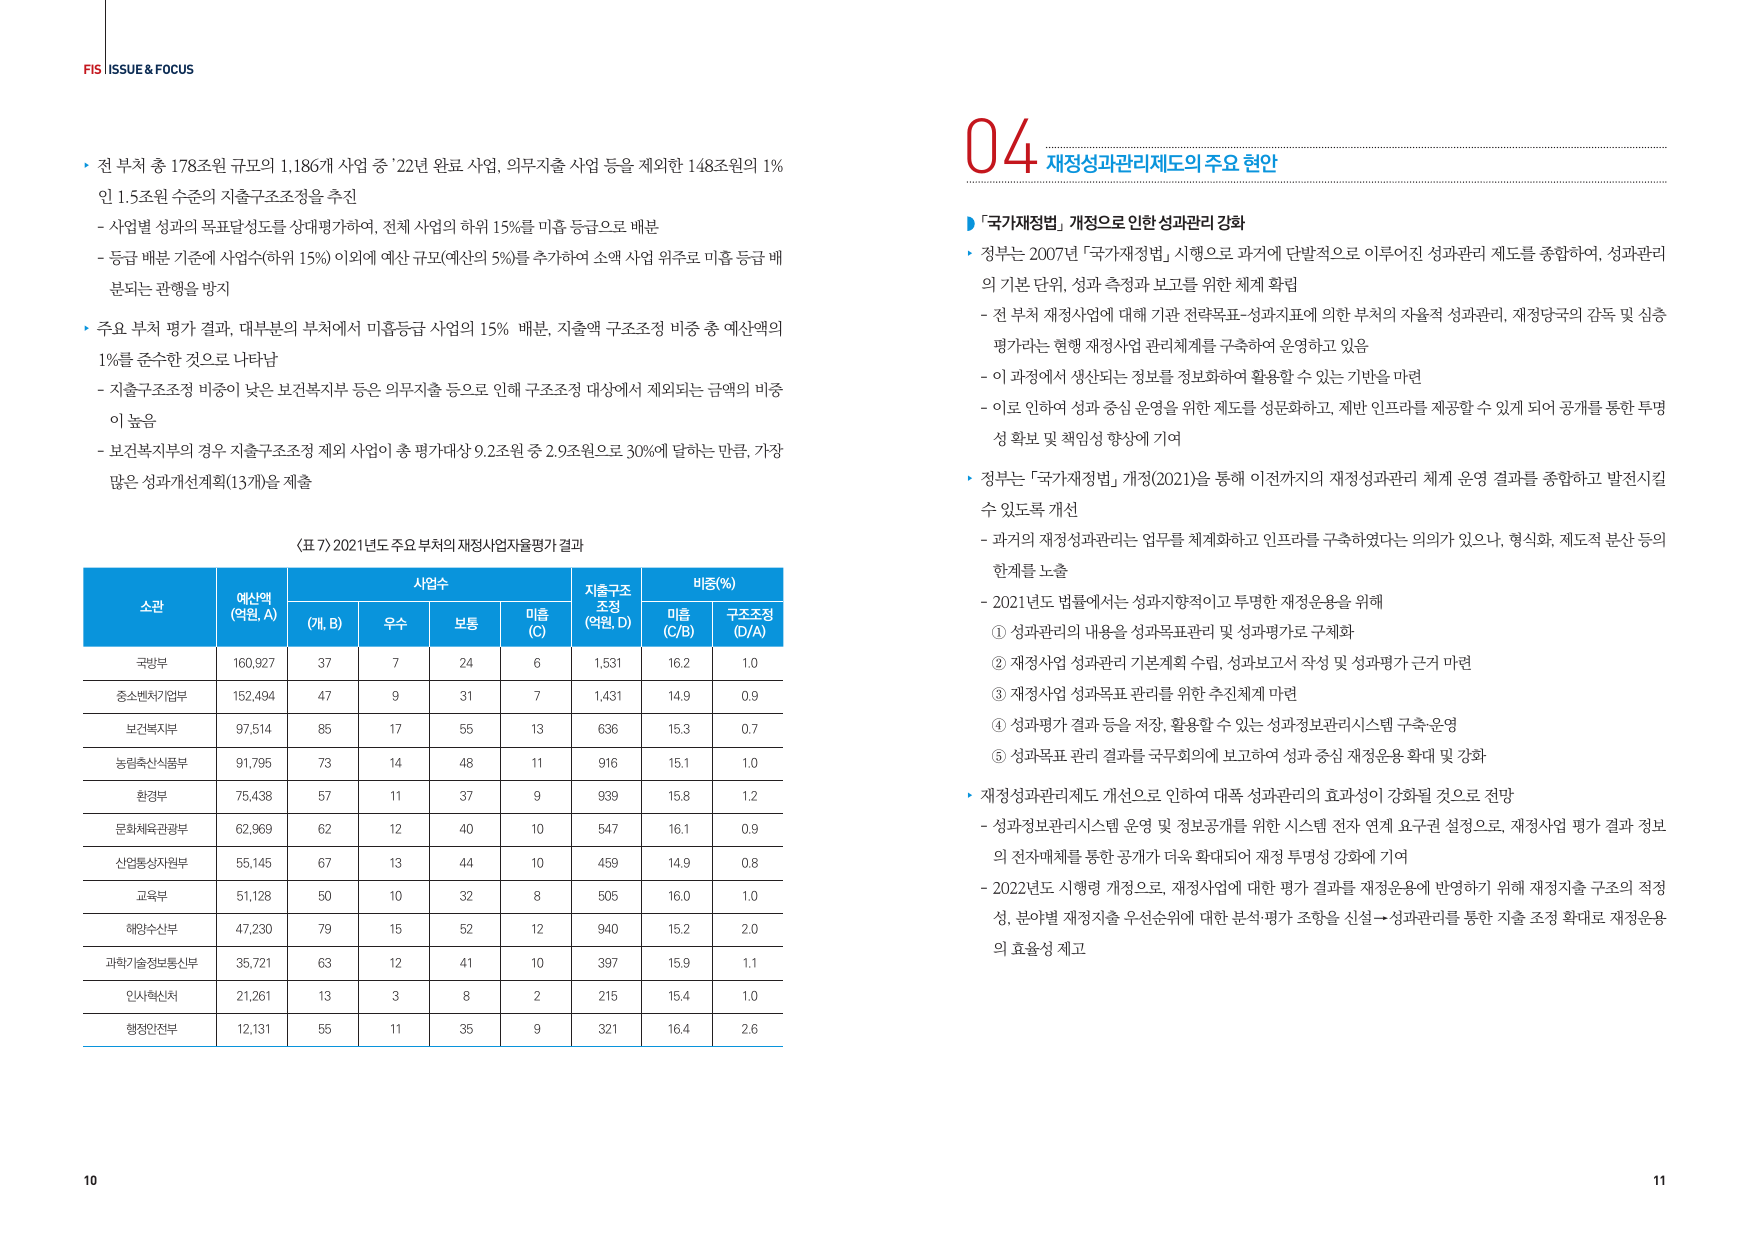 FIS ISSUE & FOCUS
‣ 전 부처 총 178조원 규모의 1,186개 사업 중 ’22년 완료 사업, 의무지출 사업 등을 제외한 148조원의 1%
인 1.5조원 수준의 지출구조조정을 추진
- 사업별 성과의 목표달성도를 상대평가하여, 전체 사업의 하위 15%를 미흡 등급으로 배분
- 등급 배분 기준에 사업수(하위 15%) 이외에 예산 규모(예산의 5%)를 추가하여 소액 사업 위주로 미흡 등급 배
분되는 관행을 방지
‣ 주요 부처 평가 결과, 대부분의 부처에서 미흡등급 사업의 15% 배분, 지출액 구조조정 비중 총 예산액의
1%를 준수한 것으로 나타남
- 지출구조조정 비중이 낮은 보건복지부 등은 의무지출 등으로 인해 구조조정 대상에서 제외되는 금액의 비중
이 높음
- 보건복지부의 경우 지출구조조정 제외 사업이 총 평가대상 9.2조원 중 2.9조원으로 30%에 달하는 만큼, 가장
많은 성과개선계획(13개)을 제출
〈표 7〉 2021년도 주요 부처의 재정사업자율평가 결과
소관 예산액 (억원, A) 사업수 지출구조 조정 (억원, D) 비중(%)
(개, B) 우수 보통 미흡 (C) 미흡 (C/B) 구조조정 (D/A)
국방부 160,927 37 7 24 6 1,531 16.2 1.0
중소벤처기업부 152,494 47 9 31 7 1,431 14.9 0.9
보건복지부 97,514 85 17 55 13 636 15.3 0.7
농림축산식품부 91,795 73 14 48 11 916 15.1 1.0
환경부 75,438 57 11 37 9 939 15.8 1.2
문화체육관광부 62,969 62 12 40 10 547 16.1 0.9
산업통상자원부 55,145 67 13 44 10 459 14.9 0.8
교육부 51,128 50 10 32 8 505 16.0 1.0
해양수산부 47,230 79 15 52 12 940 15.2 2.0
과학기술정보통신부 35,721 63 12 41 10 397 15.9 1.1
인사혁신처 21,261 13 3 8 2 215 15.4 1.0
행정안전부 12,131 55 11 35 9 321 16.4 2.6
10
04 재정성과관리제도의 주요 현안
「국가재정법」 개정으로 인한 성과관리 강화
‣ 정부는 2007년 「국가재정법」 시행으로 과거에 단발적으로 이루어진 성과관리 제도를 종합하여, 성과관리
의 기본 단위, 성과 측정과 보고를 위한 체계 확립
- 전 부처 재정사업에 대해 기관 전략목표-성과지표에 의한 부처의 자율적 성과관리, 재정당국의 감독 및 심층
평가라는 현행 재정사업 관리체계를 구축하여 운영하고 있음
- 이 과정에서 생산되는 정보를 정보화하여 활용할 수 있는 기반을 마련
- 이로 인하여 성과 중심 운영을 위한 제도를 성문화하고, 제반 인프라를 제공할 수 있게 되어 공개를 통한 투명
성 확보 및 책임성 향상에 기여
‣ 정부는 「국가재정법」 개정(2021)을 통해 이전까지의 재정성과관리 체계 운영 결과를 종합하고 발전시킬
수 있도록 개선
- 과거의 재정성과관리는 업무를 체계화하고 인프라를 구축하였다는 의의가 있으나, 형식화, 제도적 분산 등의
한계를 노출
- 2021년도 법률에서는 성과지향적이고 투명한 재정운용을 위해
① 성과관리의 내용을 성과목표관리 및 성과평가로 구체화
② 재정사업 성과관리 기본계획 수립, 성과보고서 작성 및 성과평가 근거 마련
③ 재정사업 성과목표 관리를 위한 추진체계 마련
④ 성과평가 결과 등을 저장, 활용할 수 있는 성과정보관리시스템 구축·운영
⑤ 성과목표 관리 결과를 국무회의에 보고하여 성과 중심 재정운용 확대 및 강화
‣ 재정성과관리제도 개선으로 인하여 대폭 성과관리의 효과성이 강화될 것으로 전망
- 성과정보관리시스템 운영 및 정보공개를 위한 시스템 전자 연계 요구권 설정으로, 재정사업 평가 결과 정보
의 전자매체를 통한 공개가 더욱 확대되어 재정 투명성 강화에 기여
- 2022년도 시행령 개정으로, 재정사업에 대한 평가 결과를 재정운용에 반영하기 위해 재정지출 구조의 적정
성, 분야별 재정지출 우선순위에 대한 분석·평가 조항을 신설→성과관리를 통한 지출 조정 확대로 재정운용
의 효율성 제고
11